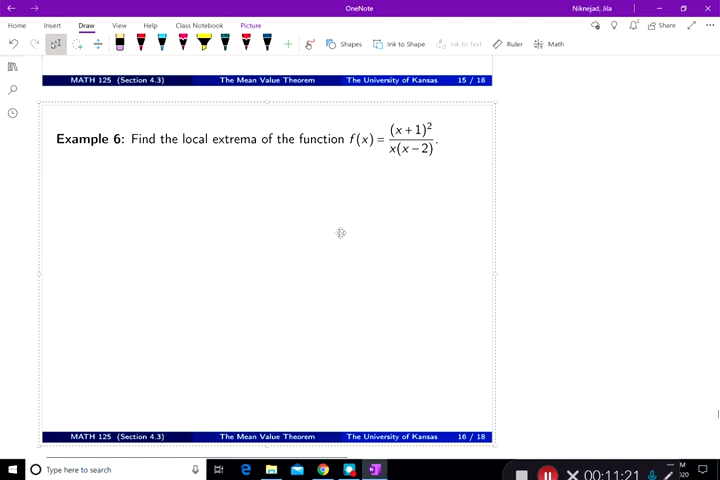 OneNote
Niknejad, Jila
Home Insert Draw View Help Class Notebook Picture
Share
Shapes Ink to Shape Ink to Text Ruler Math
MATH 125 (Section 4.3) The Mean Value Theorem The University of Kansas 15 / 18
Example 6: Find the local extrema of the function f(x) = (x + 1)² / x(x − 2).
MATH 125 (Section 4.3) The Mean Value Theorem The University of Kansas 16 / 18
Type here to search
00:11:21